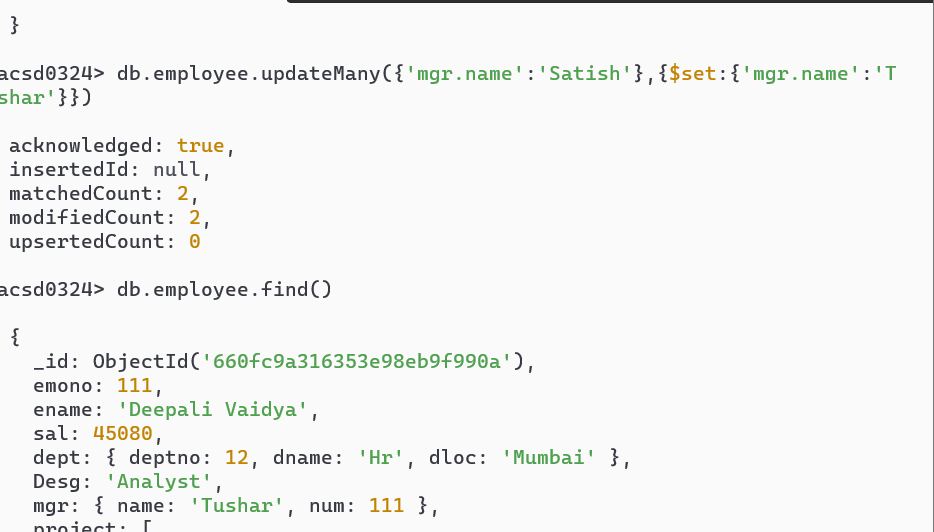 }
acsd0324> db.employee.updateMany({'mgr.name':'Satish'},{$set:{'mgr.name':'T
shar'}})
acknowledged: true,
insertedId: null,
matchedCount: 2,
modifiedCount: 2,
upsertedCount: 0
acsd0324> db.employee.find()
{
_id: ObjectId('660fc9a316353e98eb9f990a'),
emono: 111,
ename: 'Deepali Vaidya',
sal: 45080,
dept: { deptno: 12, dname: 'Hr', dloc: 'Mumbai' },
Desg: 'Analyst',
mgr: { name: 'Tushar', num: 111 },
project: [